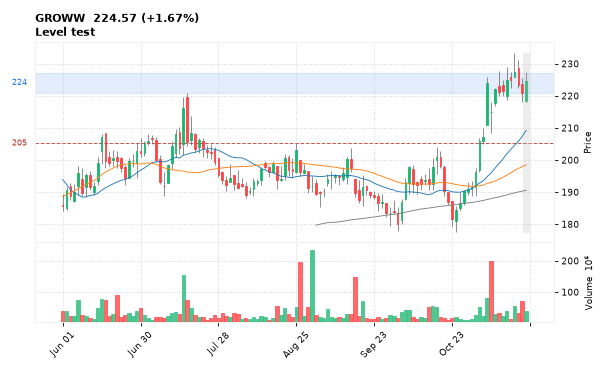 GROWW 224.57 (+1.67%)
Level test
224
205
230
220
210
200
190
180
Price
200
100
Volume 10⁶
Jun 01
Jun 30
Jul 28
Aug 25
Sep 23
Oct 23